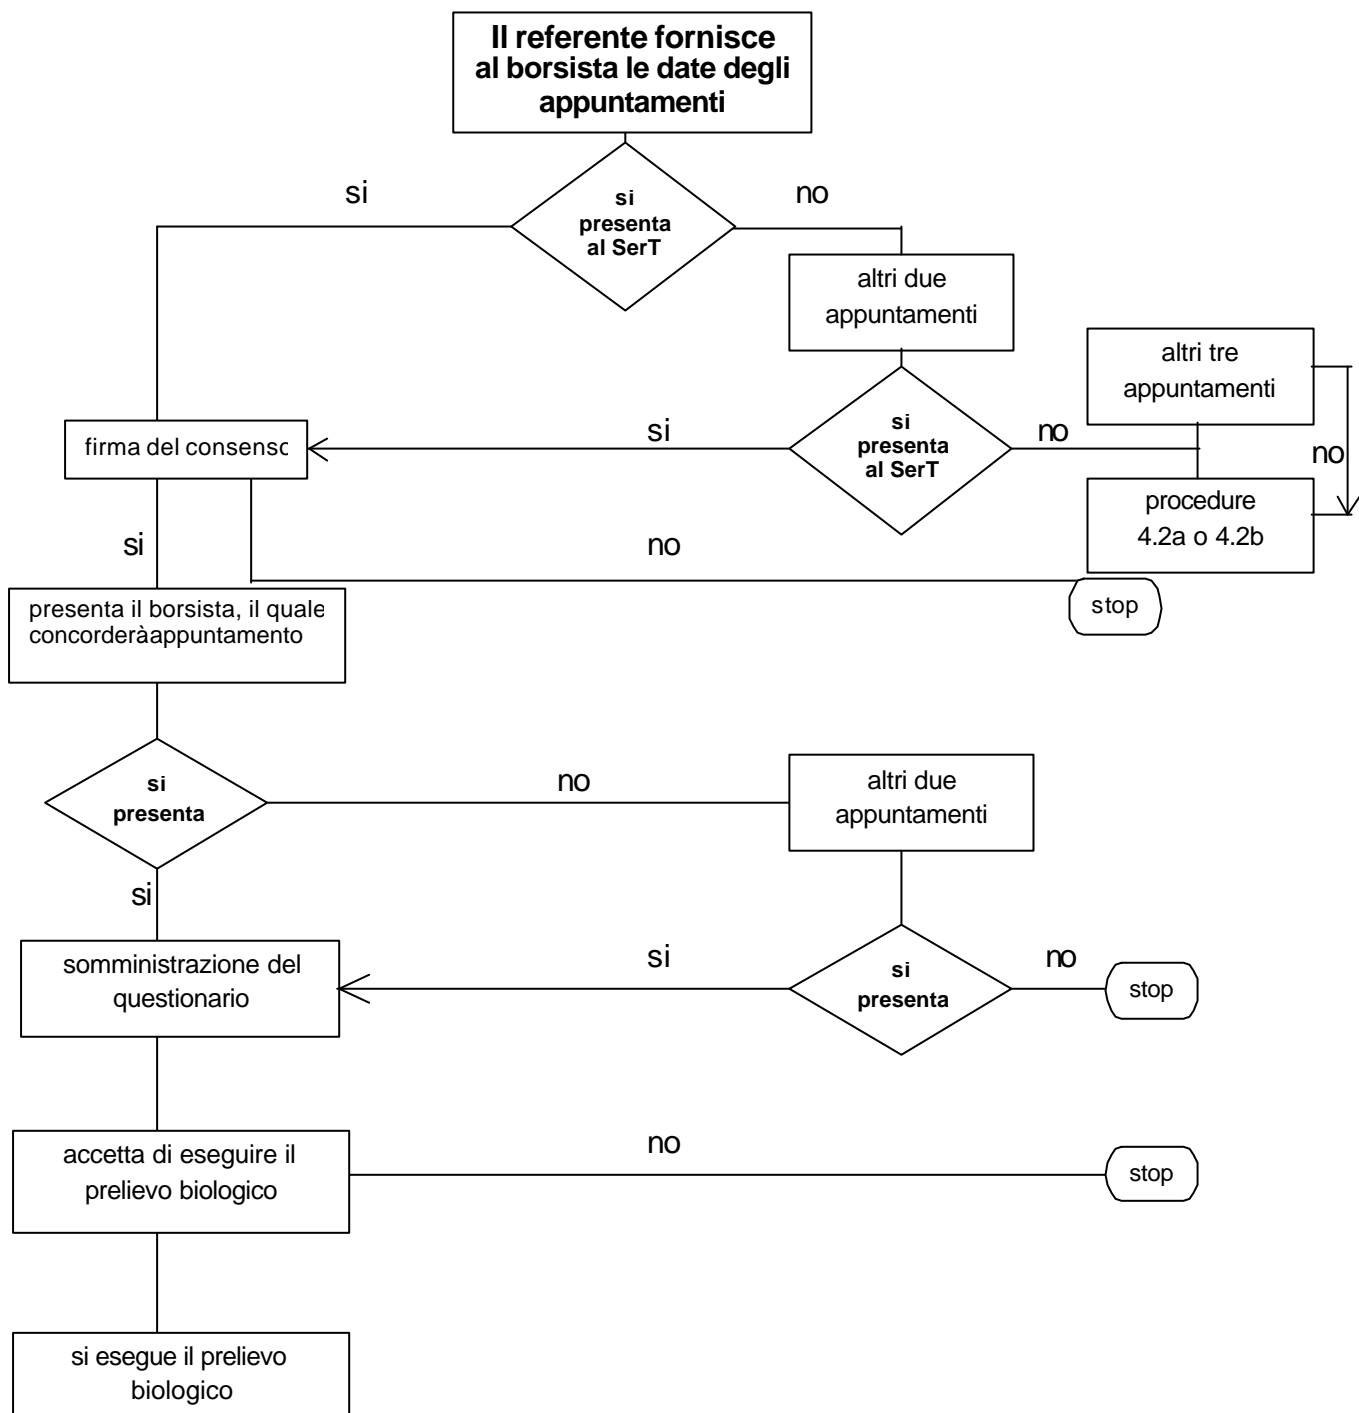 Il referente fornisce
al borsista le date degli
appuntamenti
si
no
si
presenta
al SerT
altri due
appuntamenti
altri tre
appuntamenti
si
no
si
presenta
al SerT
no
firma del consenso
procedure
4.2a o 4.2b
si
no
stop
presenta il borsista, il quale
concorderàappuntamento
si
presenta
no
altri due
appuntamenti
si
somministrazione del
questionario
si
si
presenta
no
stop
accetta di eseguire il
prelievo biologico
no
stop
si esegue il prelievo
biologico